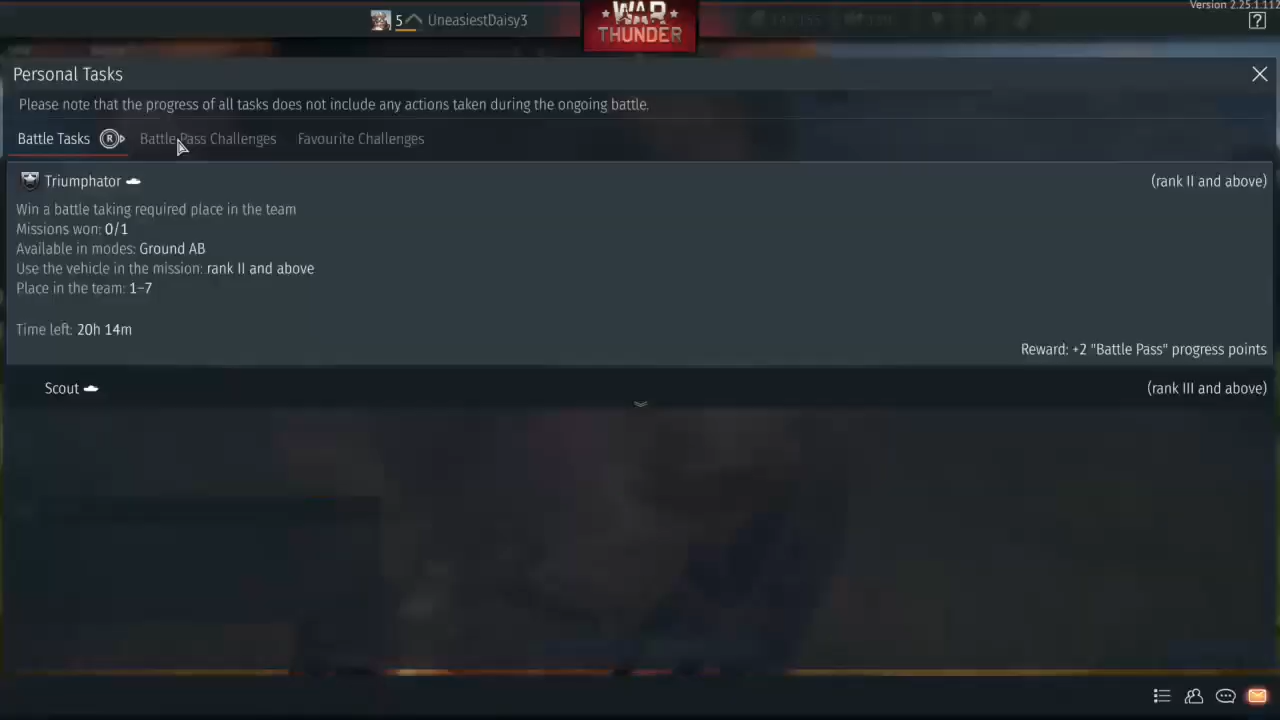 Version 2.25.1.112
5 UneasiestDaisy3
WAR
THUNDER
Personal Tasks
Please note that the progress of all tasks does not include any actions taken during the ongoing battle.
Battle Tasks R Battle Pass Challenges Favourite Challenges
Triumphator (rank II and above)
Win a battle taking required place in the team
Missions won: 0/1
Available in modes: Ground AB
Use the vehicle in the mission: rank II and above
Place in the team: 1-7
Time left: 20h 14m
Reward: +2 "Battle Pass" progress points
Scout (rank III and above)